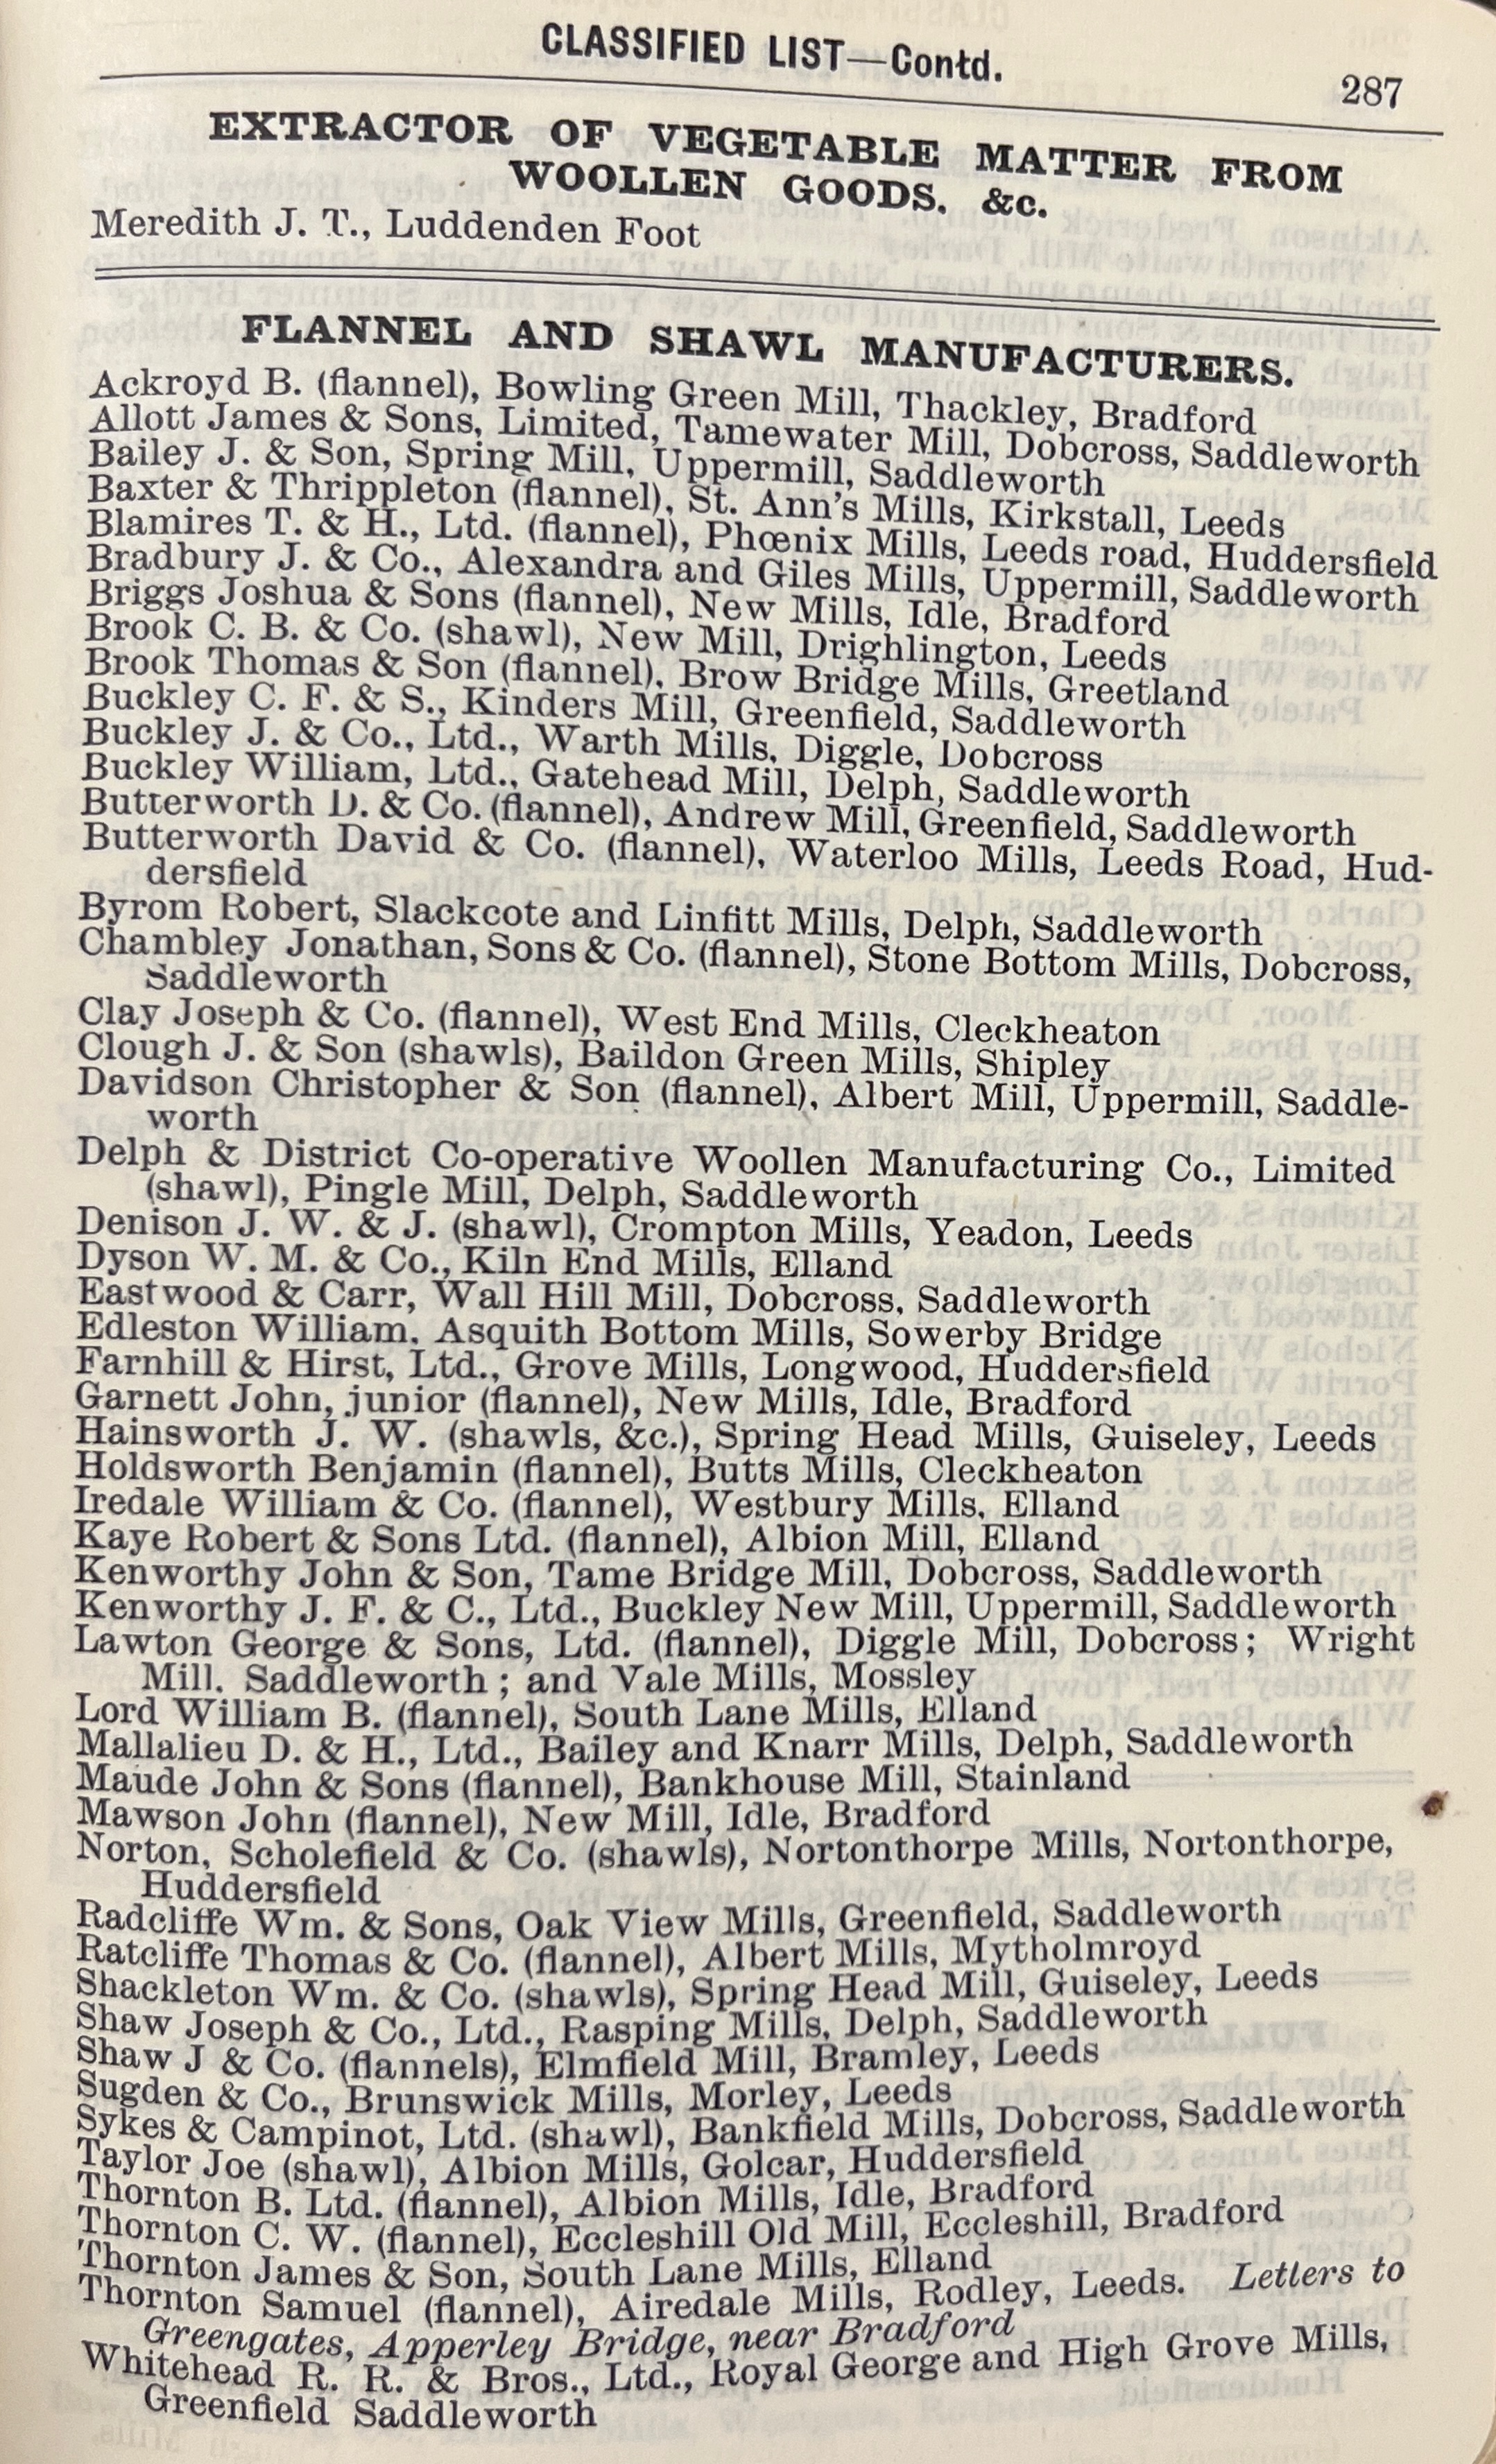 CLASSIFIED LIST—Contd.
287
EXTRACTOR OF VEGETABLE MATTER FROM
WOOLLEN GOODS, &c.
Meredith J. T., Luddenden Foot
FLANNEL AND SHAWL MANUFACTURERS.
Ackroyd B. (flannel), Bowling Green Mill, Thackley, Bradford
Allott James & Sons, Limited, Tamewater Mill, Dobcross, Saddleworth
Bailey J. & Son, Spring Mill, Uppermill, Saddleworth
Baxter & Thrippleton (flannel), St. Ann's Mills, Kirkstall, Leeds
Blamires T. & H., Ltd. (flannel), Phœnix Mills, Leeds road, Huddersfield
Bradbury J. & Co., Alexandra and Giles Mills, Uppermill, Saddleworth
Briggs Joshua & Sons (flannel), New Mills, Idle, Bradford
Brook C. B. & Co. (shawl), New Mill, Drighlington, Leeds
Brook Thomas & Son (flannel), Brow Bridge Mills, Greetland
Buckley C. F. & S., Kinders Mill, Greenfield, Saddleworth
Buckley J. & Co., Ltd., Warth Mills, Diggle, Dobcross
Buckley William, Ltd., Gatehead Mill, Delph, Saddleworth
Butterworth D. & Co. (flannel), Andrew Mill, Greenfield, Saddleworth
Butterworth David & Co. (flannel), Waterloo Mills, Leeds Road, Hud-
dersfield
Byrom Robert, Slackcote and Linfitt Mills, Delph, Saddleworth
Chambley Jonathan, Sons & Co. (flannel), Stone Bottom Mills, Dobcross,
Saddleworth
Clay Joseph & Co. (flannel), West End Mills, Cleckheaton
Clough J. & Son (shawls), Baildon Green Mills, Shipley
Davidson Christopher & Son (flannel), Albert Mill, Uppermill, Saddle-
worth
Delph & District Co-operative Woollen Manufacturing Co., Limited
(shawl), Pingle Mill, Delph, Saddleworth
Denison J. W. & J. (shawl), Crompton Mills, Yeadon, Leeds
Dyson W. M. & Co., Kiln End Mills, Elland
Eastwood & Carr, Wall Hill Mill, Dobcross, Saddleworth
Edleston William, Asquith Bottom Mills, Sowerby Bridge
Farnhill & Hirst, Ltd., Grove Mills, Longwood, Huddersfield
Garnett John, junior (flannel), New Mills, Idle, Bradford
Hainsworth J. W. (shawls, &c.), Spring Head Mills, Guiseley, Leeds
Holdsworth Benjamin (flannel), Butts Mills, Cleckheaton
Iredale William & Co. (flannel), Westbury Mills, Elland
Kaye Robert & Sons Ltd. (flannel), Albion Mill, Elland
Kenworthy John & Son, Tame Bridge Mill, Dobcross, Saddleworth
Kenworthy J. F. & C., Ltd., Buckley New Mill, Uppermill, Saddleworth
Lawton George & Sons, Ltd. (flannel), Diggle Mill, Dobcross; Wright
Mill, Saddleworth; and Vale Mills, Mossley
Lord William B. (flannel), South Lane Mills, Elland
Mallalieu D. & H., Ltd., Bailey and Knarr Mills, Delph, Saddleworth
Maude John & Sons (flannel), Bankhouse Mill, Stainland
Mawson John (flannel), New Mill, Idle, Bradford
Norton, Scholefield & Co. (shawls), Nortonthorpe Mills, Nortonthorpe,
Huddersfield
Radcliffe Wm. & Sons, Oak View Mills, Greenfield, Saddleworth
Ratcliffe Thomas & Co. (flannel), Albert Mills, Mytholmroyd
Shackleton Wm. & Co. (shawls), Spring Head Mill, Guiseley, Leeds
Shaw Joseph & Co., Ltd., Rasping Mills, Delph, Saddleworth
Shaw J & Co. (flannels), Elmfield Mill, Bramley, Leeds
Sugden & Co., Brunswick Mills, Morley, Leeds
Sykes & Campinot, Ltd. (shawl), Bankfield Mills, Dobcross, Saddleworth
Taylor Joe (shawl), Albion Mills, Golcar, Huddersfield
Thornton B. Ltd. (flannel), Albion Mills, Idle, Bradford
Thornton C. W. (flannel), Eccleshill Old Mill, Eccleshill, Bradford
Thornton James & Son, South Lane Mills, Elland
Thornton Samuel (flannel), Airedale Mills, Rodley, Leeds. Letters to
Greengates, Apperley Bridge, near Bradford
Whitehead R. R. & Bros., Ltd., Royal George and High Grove Mills,
Greenfield Saddleworth